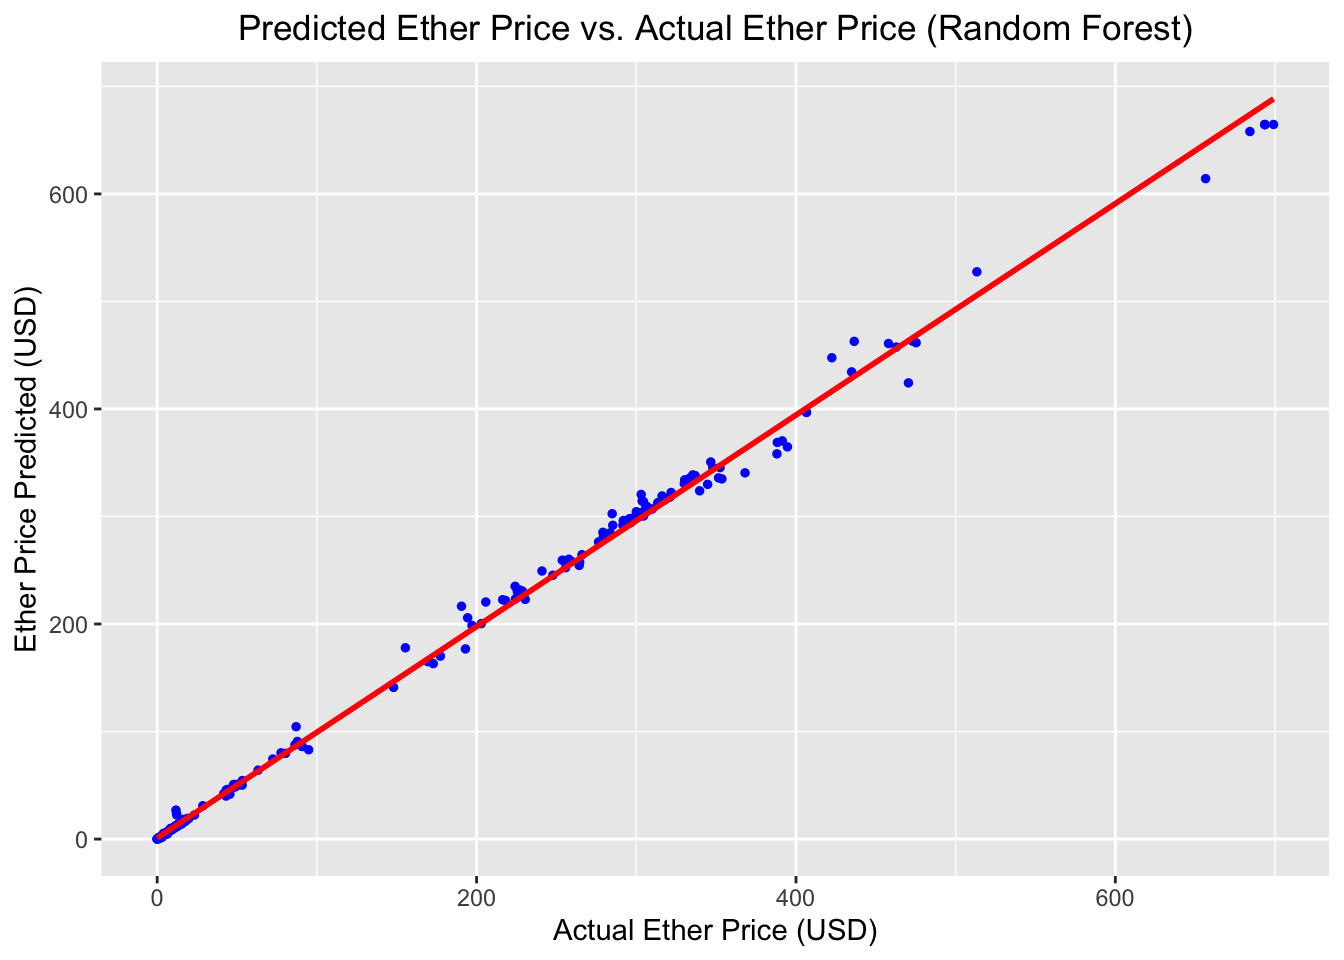 Predicted Ether Price vs. Actual Ether Price (Random Forest)
Ether Price Predicted (USD)
600
400
200
0
0 200 400 600
Actual Ether Price (USD)